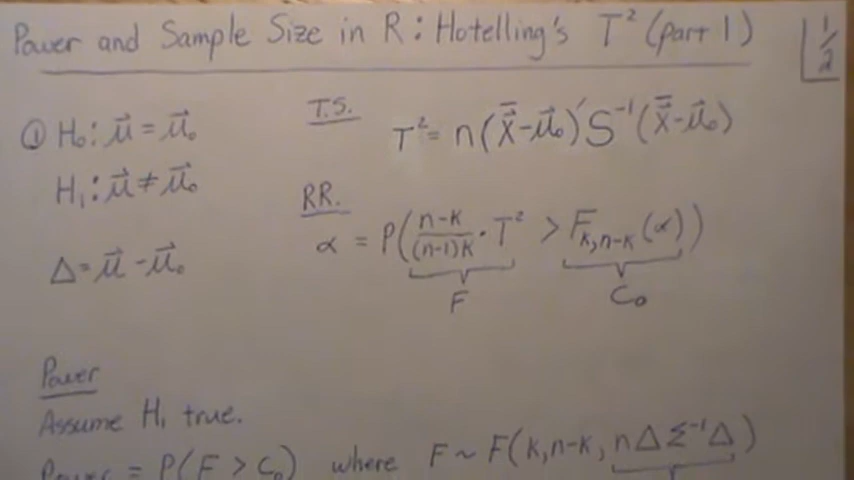 Power and Sample Size in R: Hotelling's T² (part 1)
1/2
① H₀: μ⃗ = μ⃗₀
H₁: μ⃗ ≠ μ⃗₀
Δ = μ⃗ - μ⃗₀
T.S.
T² = n(x̄⃗ - μ⃗₀)′ S⁻¹ (x̄⃗ - μ⃗₀)
RR.
α = P( (n-k)/((n-1)k) · T² > F_{k,n-k}(α) )
F
C₀
Power
Assume H₁ true.
Power = P(F > C₀) where F ~ F(k, n-k, nΔΣ⁻¹Δ)